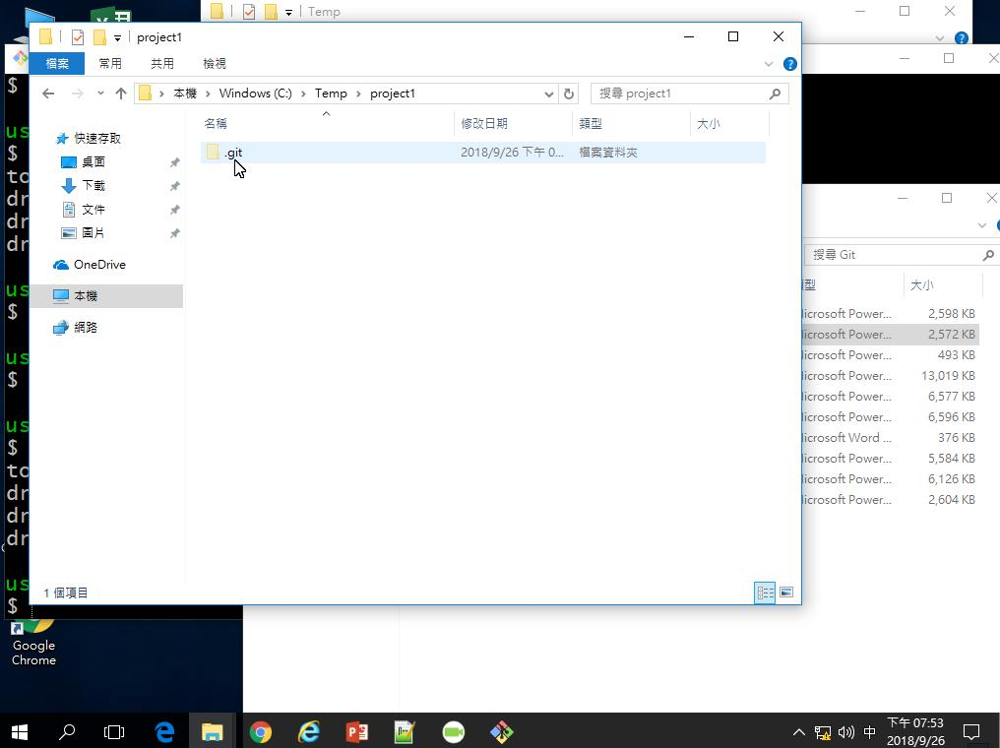 Temp
project1
檔案 常用 共用 檢視
本機 Windows (C:) Temp project1
搜尋 project1
名稱 修改日期 類型 大小
.git 2018/9/26 下午 0... 檔案資料夾
快速存取
桌面
下載
文件
圖片
OneDrive
本機
網路
1 個項目
$
us
$
to
dr
dr
dr
us
$
us
$
us
$
to
dr
dr
dr
us
$
搜尋 Git
型 大小
icrosoft Power... 2,598 KB
icrosoft Power... 2,572 KB
icrosoft Power... 493 KB
icrosoft Power... 13,019 KB
icrosoft Power... 6,577 KB
icrosoft Power... 6,596 KB
icrosoft Word ... 376 KB
icrosoft Power... 5,584 KB
icrosoft Power... 6,126 KB
icrosoft Power... 2,604 KB
Google
Chrome
中
下午 07:53
2018/9/26